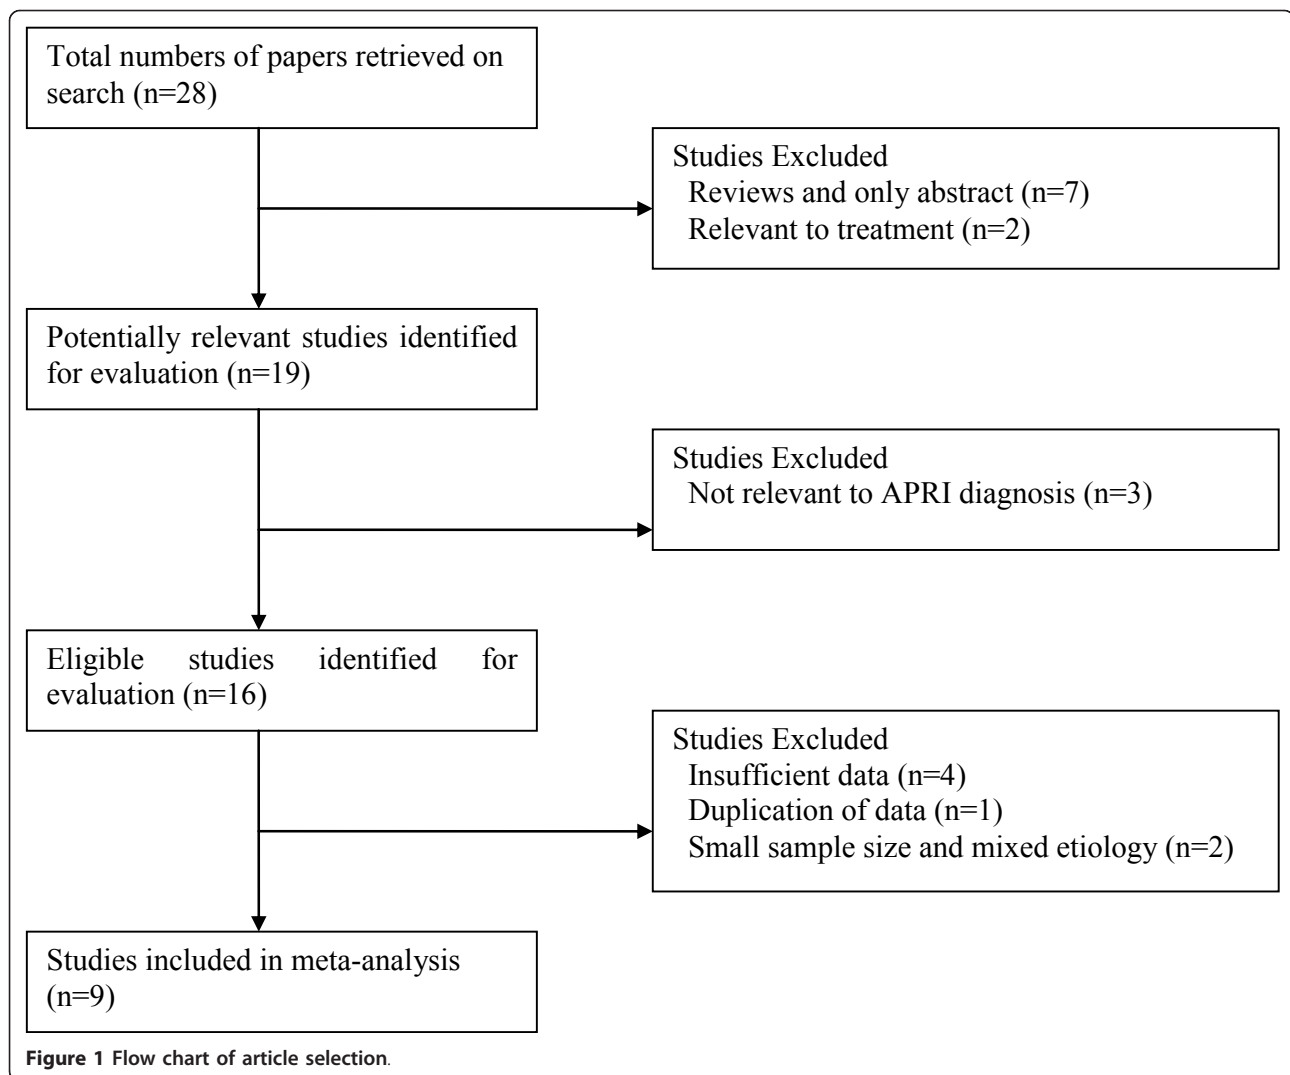 Total numbers of papers retrieved on
search (n=28)
Studies Excluded
Reviews and only abstract (n=7)
Relevant to treatment (n=2)
Potentially relevant studies identified
for evaluation (n=19)
Studies Excluded
Not relevant to APRI diagnosis (n=3)
Eligible studies identified for
evaluation (n=16)
Studies Excluded
Insufficient data (n=4)
Duplication of data (n=1)
Small sample size and mixed etiology (n=2)
Studies included in meta-analysis
(n=9)
Figure 1 Flow chart of article selection.